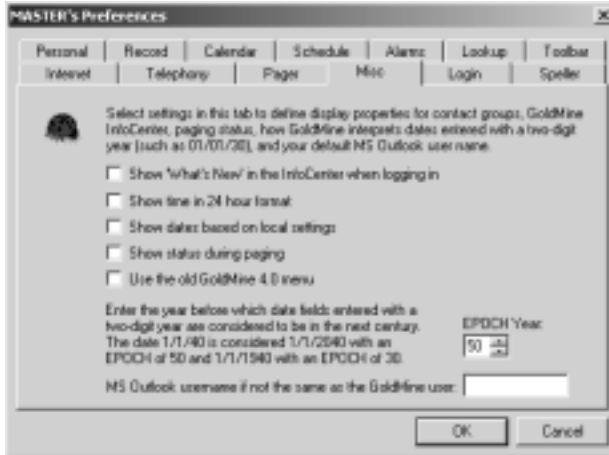 MASTER's Preferences
Personal Record Calendar Schedule Alarms Lookup Toolbar
Internet Telephony Pager Misc Login Speller
Select settings in this tab to define display properties for contact groups, GoldMine
InfoCenter, paging status, how GoldMine interprets dates entered with a two-digit
year (such as 01/01/30), and your default MS Outlook user name.
Show 'What's New' in the InfoCenter when logging in
Show time in 24 hour format
Show dates based on local settings
Show status during paging
Use the old GoldMine 4.0 menu
Enter the year before which date fields entered with a
two-digit year are considered to be in the next century.
The date 1/1/40 is considered 1/1/2040 with an
EPOCH of 50 and 1/1/1940 with an EPOCH of 30.
EPOCH Year:
50
MS Outlook username if not the same as the GoldMine user:
OK Cancel